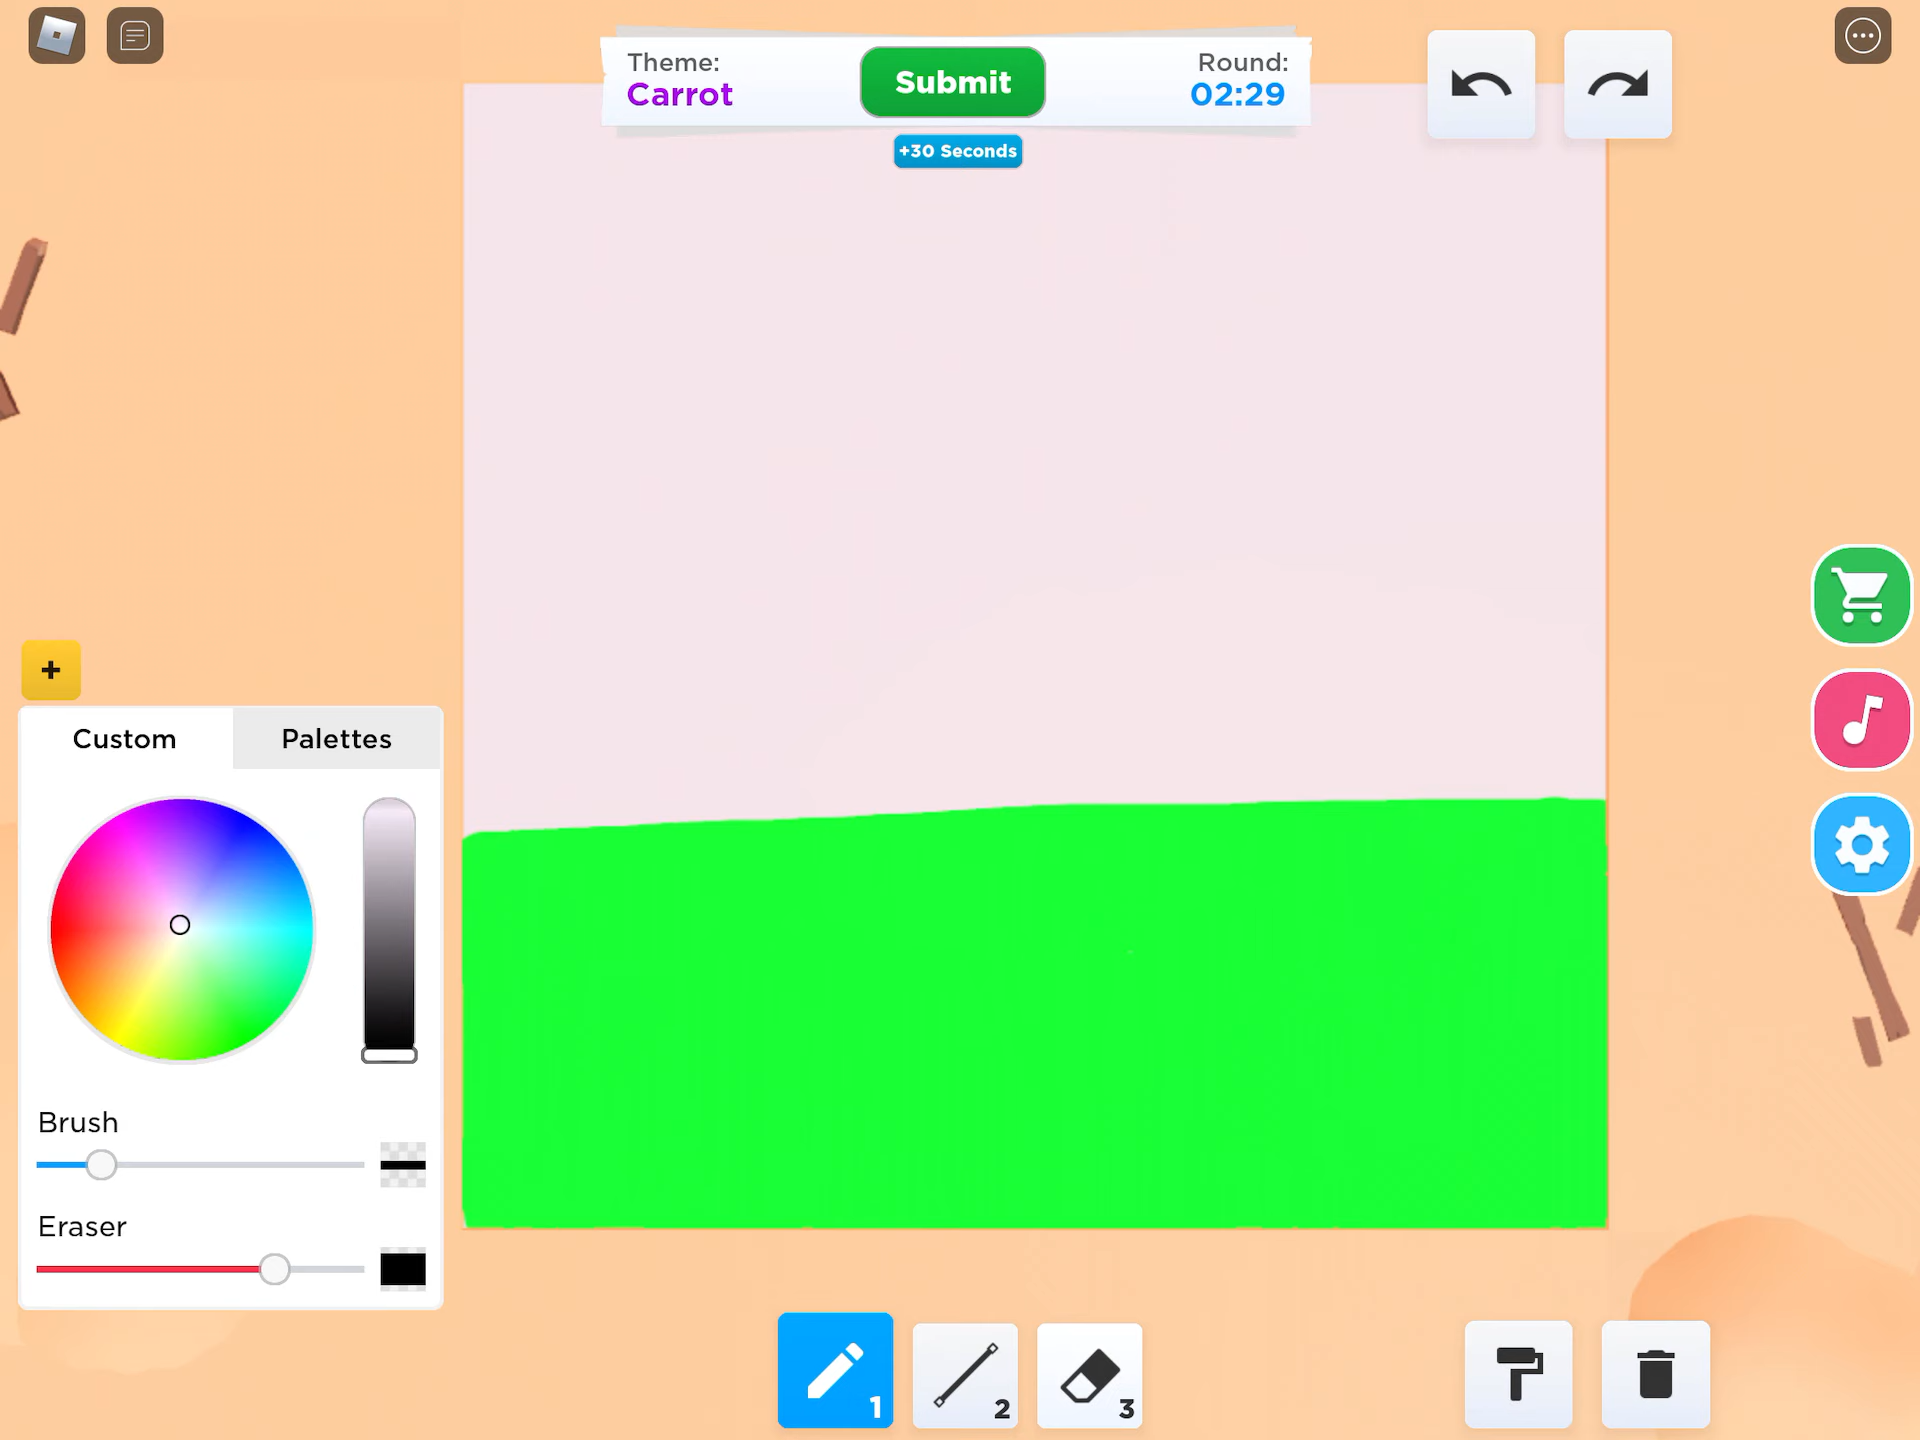 Theme:
Carrot
Submit
Round:
02:29
+30 Seconds
+
Custom
Palettes
Brush
Eraser
1
2
3